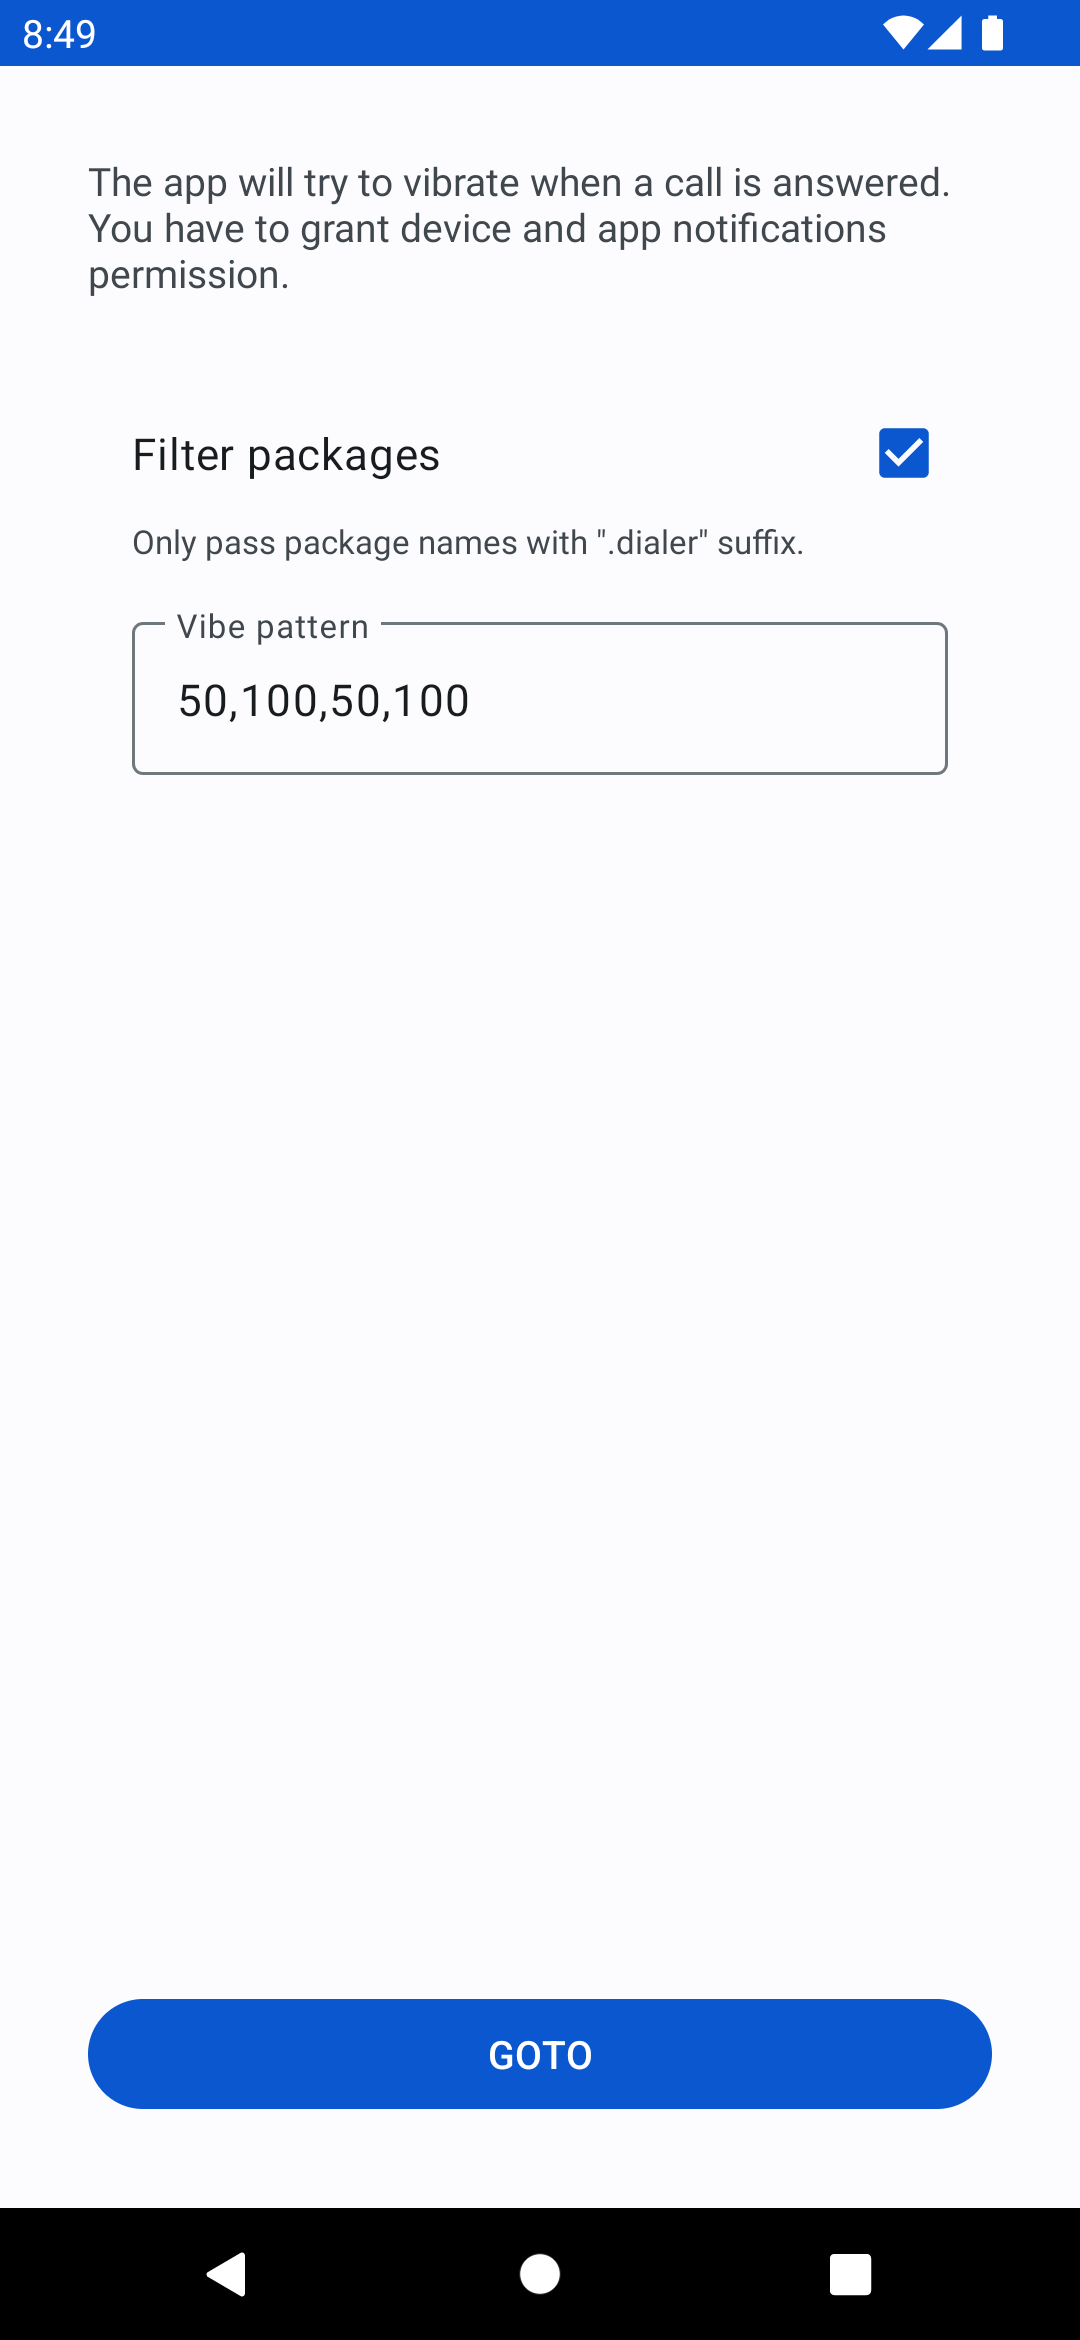 8:49
The app will try to vibrate when a call is answered.
You have to grant device and app notifications
permission.
Filter packages
Only pass package names with ".dialer" suffix.
Vibe pattern
50,100,50,100
GOTO